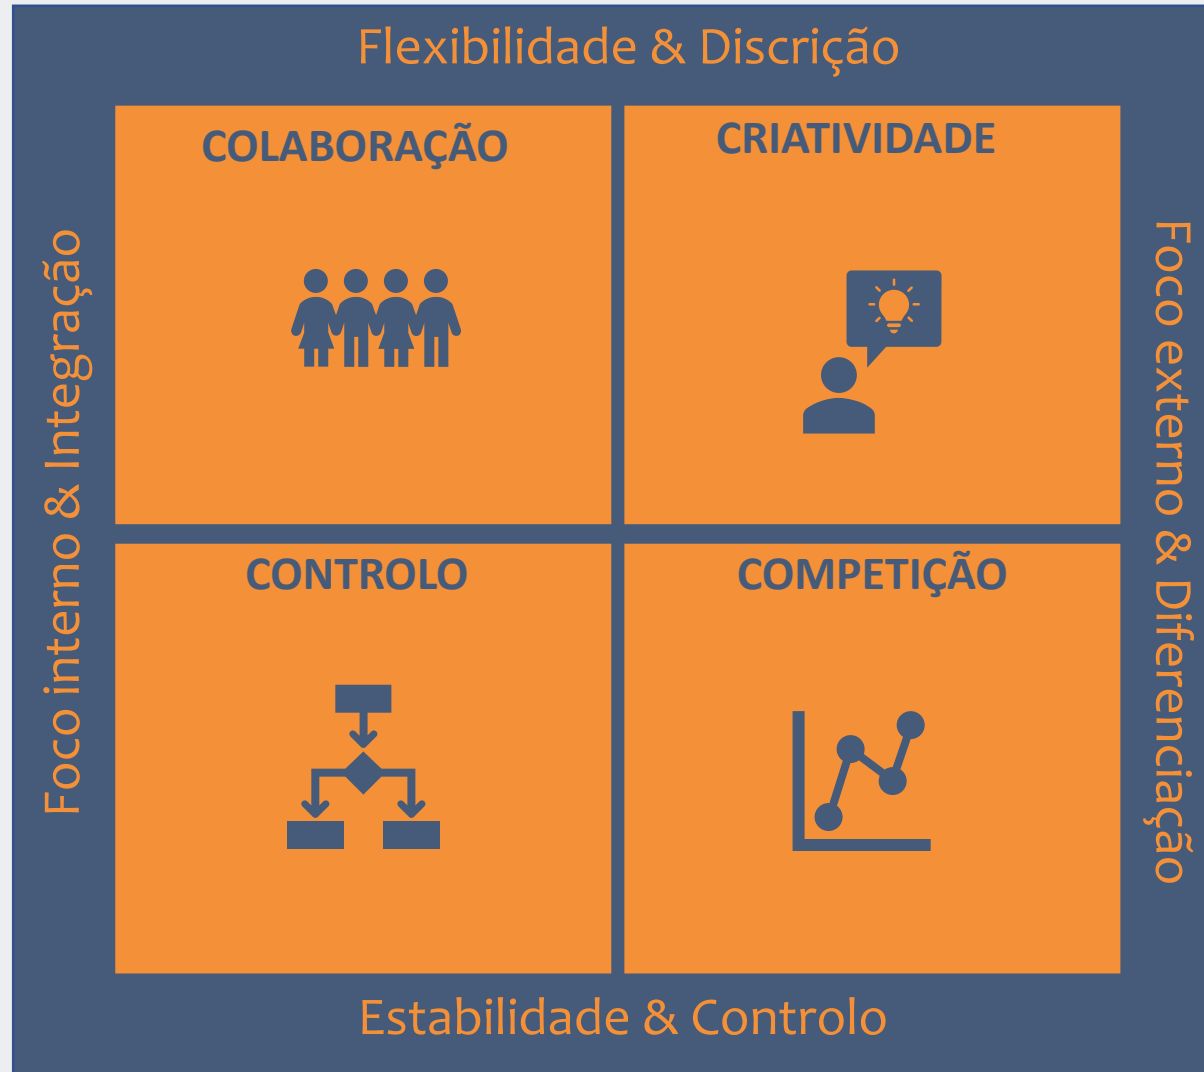 Flexibilidade & Discrição
COLABORAÇÃO
CRIATIVIDADE
Foco interno & Integração
Foco externo & Diferenciação
CONTROLO
COMPETIÇÃO
Estabilidade & Controlo